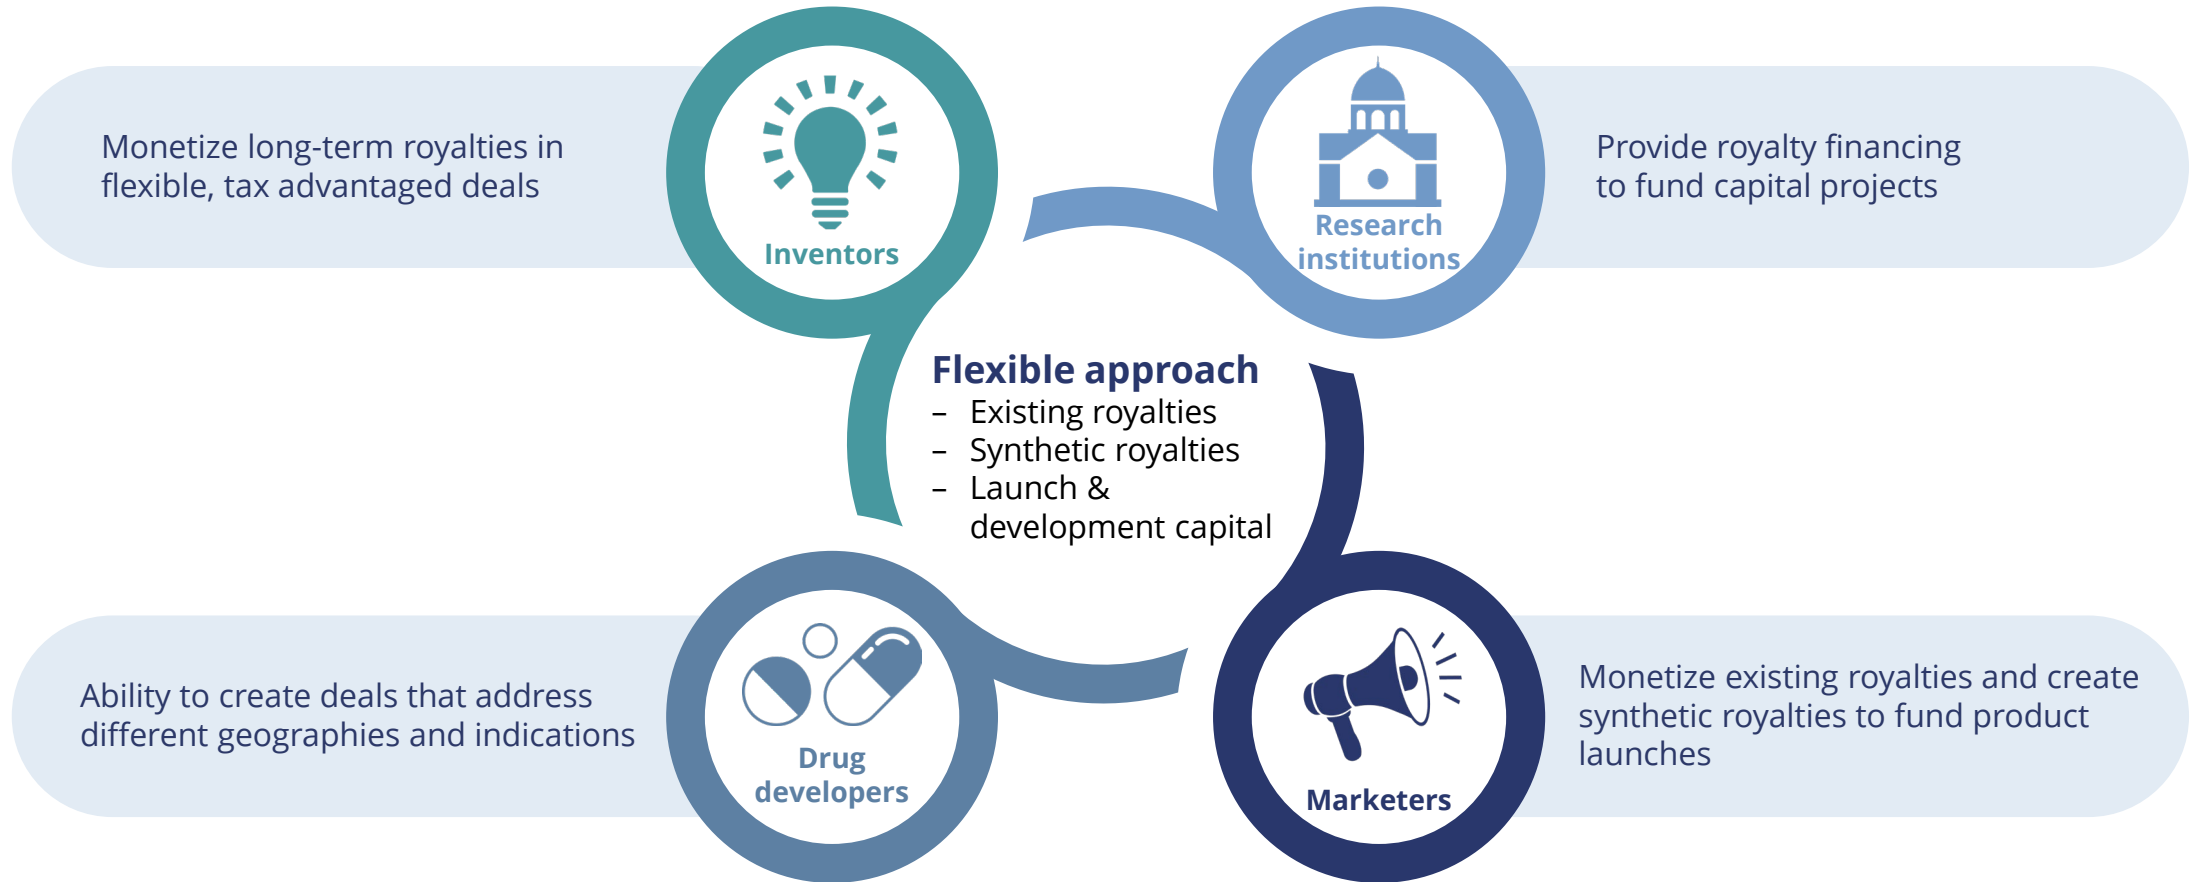 Monetize long-term royalties in
flexible, tax advantaged deals
Inventors
Research
institutions
Provide royalty financing
to fund capital projects
Flexible approach
– Existing royalties
– Synthetic royalties
– Launch &
development capital
Ability to create deals that address
different geographies and indications
Drug
developers
Marketers
Monetize existing royalties and create
synthetic royalties to fund product
launches